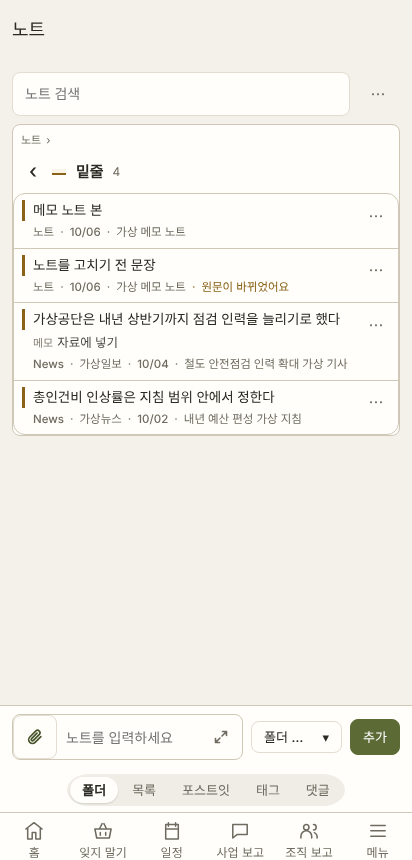 노트
노트 검색 ...
노트 ›
‹ 밑줄 4
메모 노트 본 ...
노트 · 10/06 · 가상 메모 노트
노트를 고치기 전 문장 ...
노트 · 10/06 · 가상 메모 노트 · 원문이 바뀌었어요
가상공단은 내년 상반기까지 점검 인력을 늘리기로 했다 ...
메모 자료에 넣기
News · 가상일보 · 10/04 · 철도 안전점검 인력 확대 가상 기사
총인건비 인상률은 지침 범위 안에서 정한다 ...
News · 가상뉴스 · 10/02 · 내년 예산 편성 가상 지침
노트를 입력하세요 폴더 ... ▾ 추가
폴더 목록 포스트잇 태그 댓글
홈 잊지 말기 일정 사업 보고 조직 보고 메뉴